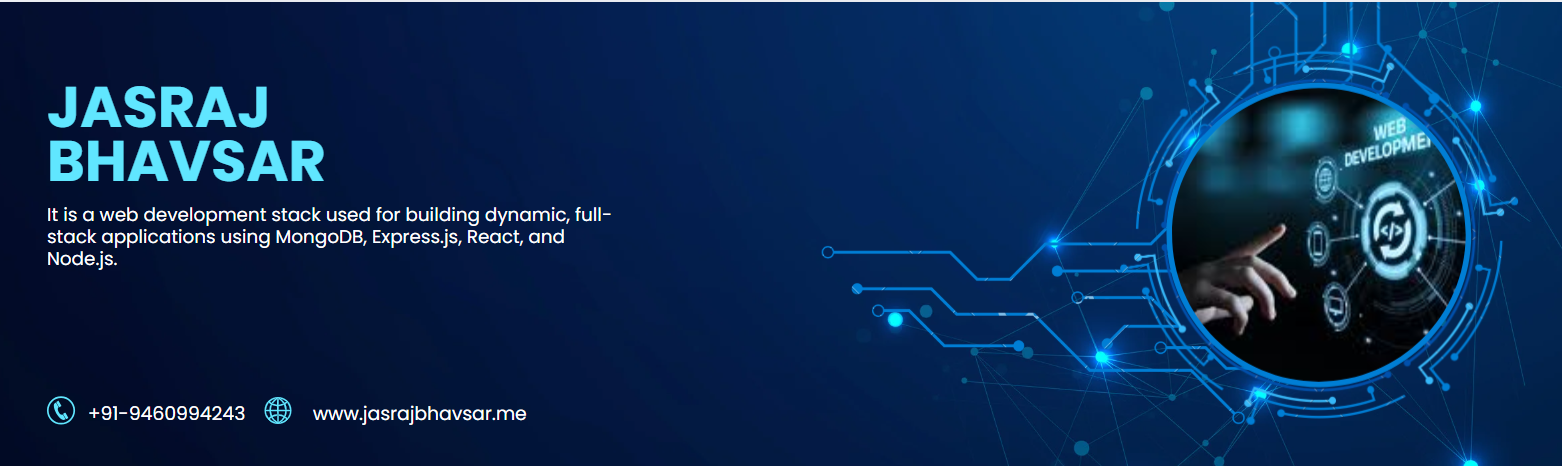 JASRAJ
BHAVSAR
It is a web development stack used for building dynamic, full-
stack applications using MongoDB, Express.js, React, and
Node.js.
+91-9460994243 www.jasrajbhavsar.me
WEB
DEVELOPME
</>